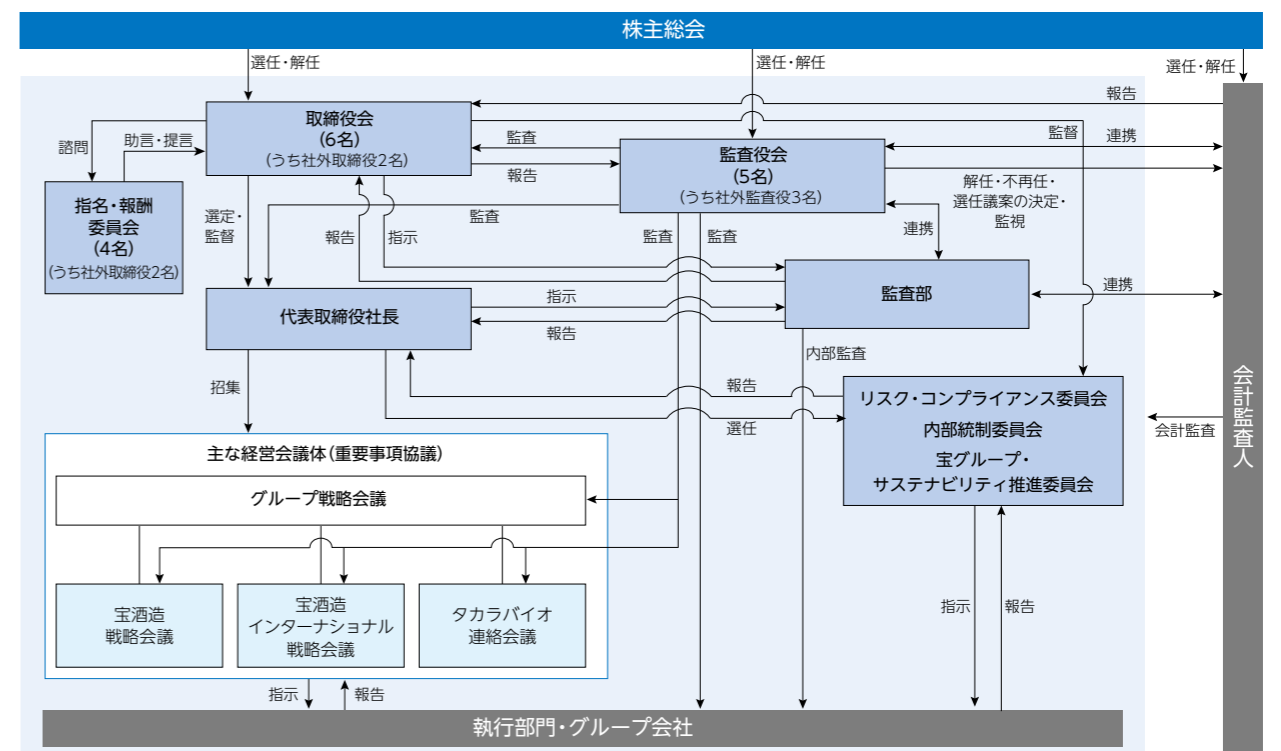 株主総会
選任・解任
選任・解任
選任・解任
報告
取締役会
(6名)
(うち社外取締役2名)
諮問
助言・提言
監査
報告
監督
連携
監査役会
(5名)
(うち社外監査役3名)
解任・不再任・
選任議案の決定・
監視
指名・報酬
委員会
(4名)
(うち社外取締役2名)
選定・
監督
報告
指示
監査
監査
監査
連携
監査部
連携
代表取締役社長
指示
報告
内部監査
招集
報告
選任
リスク・コンプライアンス委員会
内部統制委員会
宝グループ・
サステナビリティ推進委員会
会計監査
会計監査人
主な経営会議体(重要事項協議)
グループ戦略会議
宝酒造
戦略会議
宝酒造
インターナショナル
戦略会議
タカラバイオ
連絡会議
指示
報告
指示
報告
執行部門・グループ会社